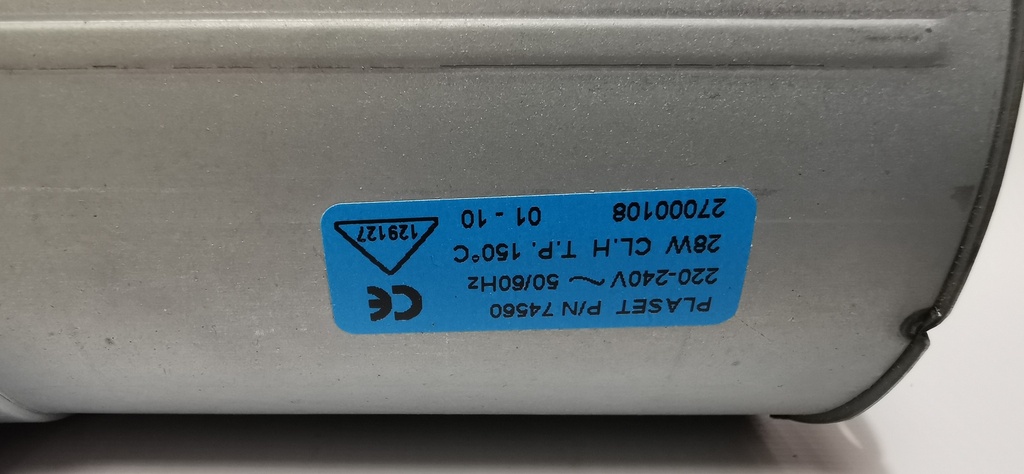 PLASET P/N 74560
220-240V ~ 50/60Hz
28W CL.H T.P. 150°C
27000108 01 - 10
CE
129127